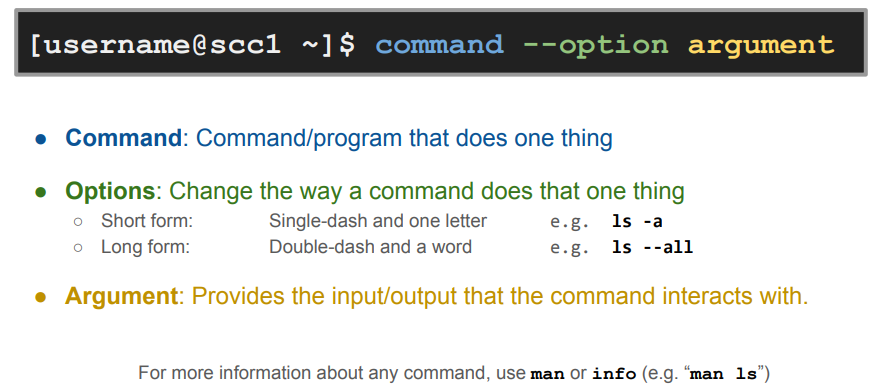 [username@scc1 ~]$ command --option argument
● Command: Command/program that does one thing
● Options: Change the way a command does that one thing
○ Short form: Single-dash and one letter e.g. ls -a
○ Long form: Double-dash and a word e.g. ls --all
● Argument: Provides the input/output that the command interacts with.
For more information about any command, use man or info (e.g. “man ls”)